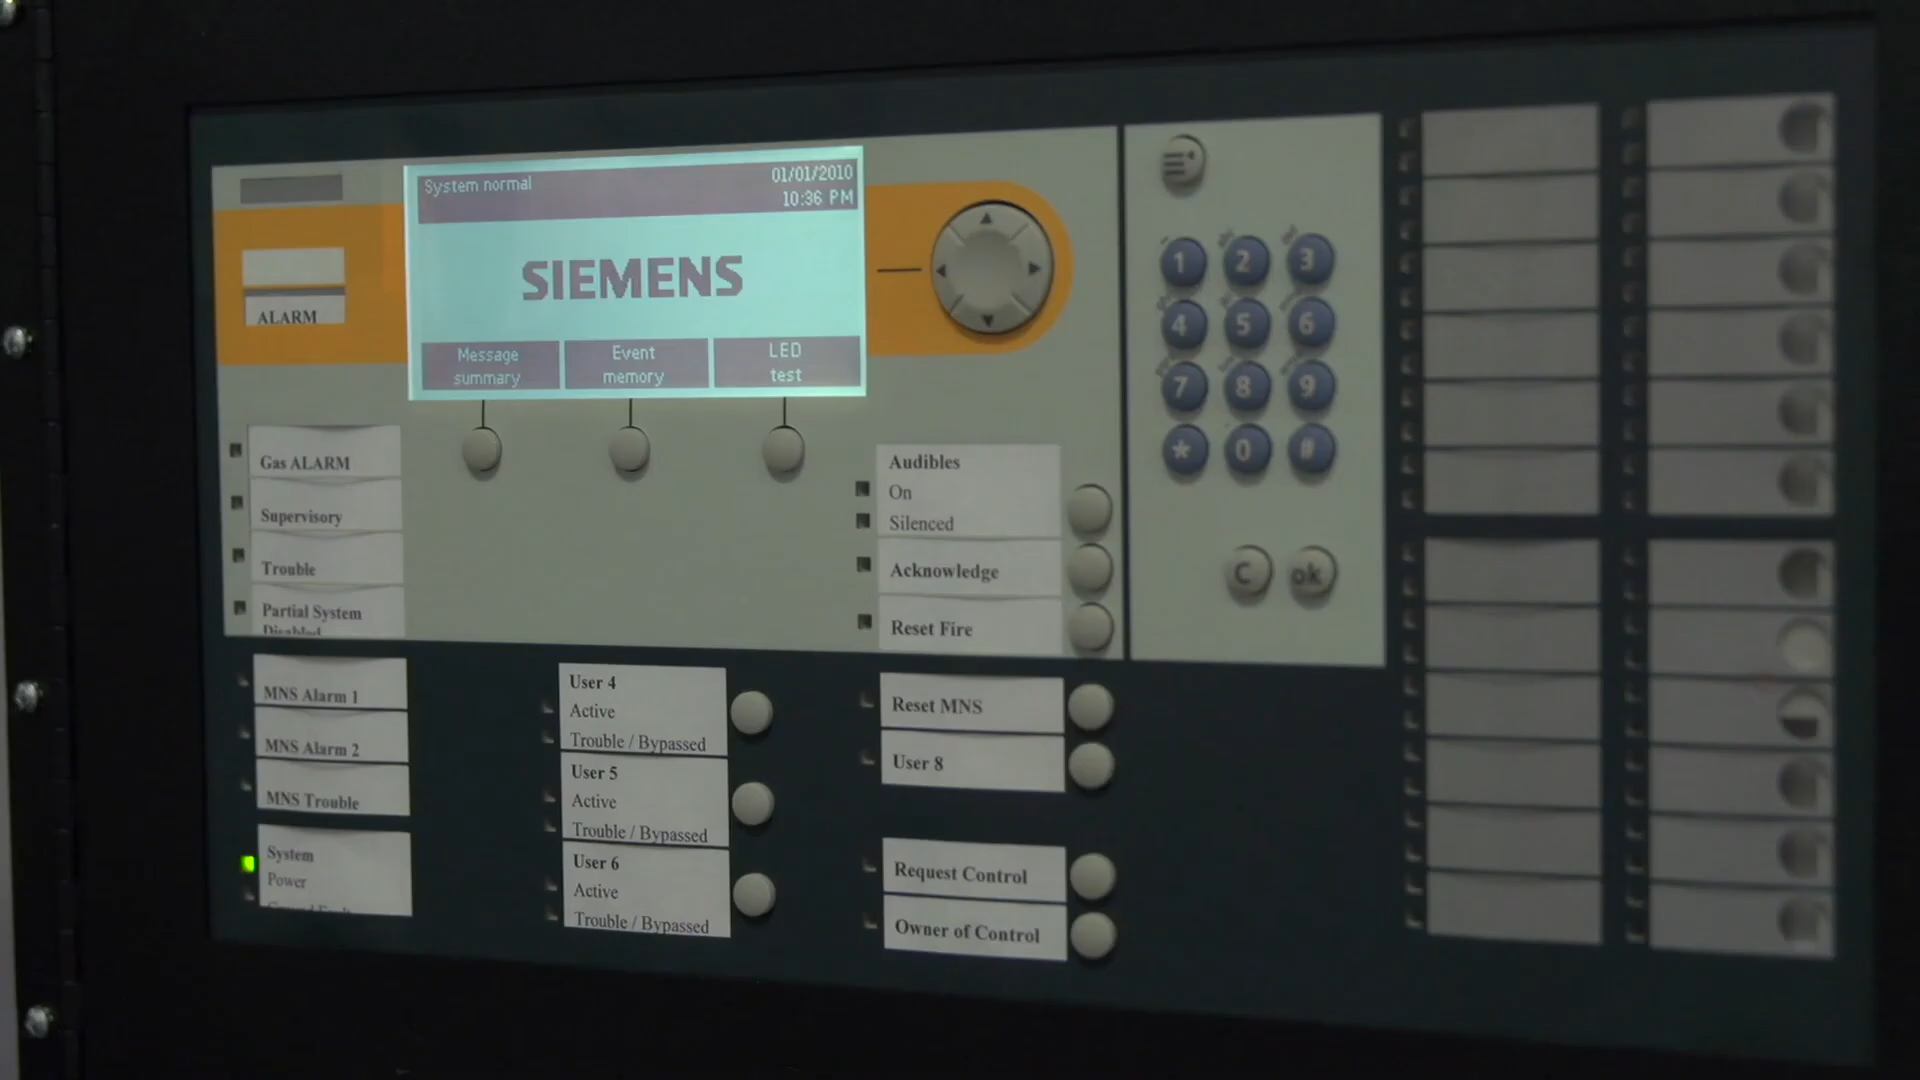 System normal
01/01/2010
10:36 PM
SIEMENS
Message summary
Event memory
LED test
ALARM
Gas ALARM
Supervisory
Trouble
Partial System
Disabled
Audibles
On
Silenced
Acknowledge
Reset Fire
1 2 3
4 5 6
7 8 9
* 0 #
C ok
MNS Alarm 1
MNS Alarm 2
MNS Trouble
System
Power
Ground Fault
User 4
Active
Trouble / Bypassed
User 5
Active
Trouble / Bypassed
User 6
Active
Trouble / Bypassed
Reset MNS
User 8
Request Control
Owner of Control